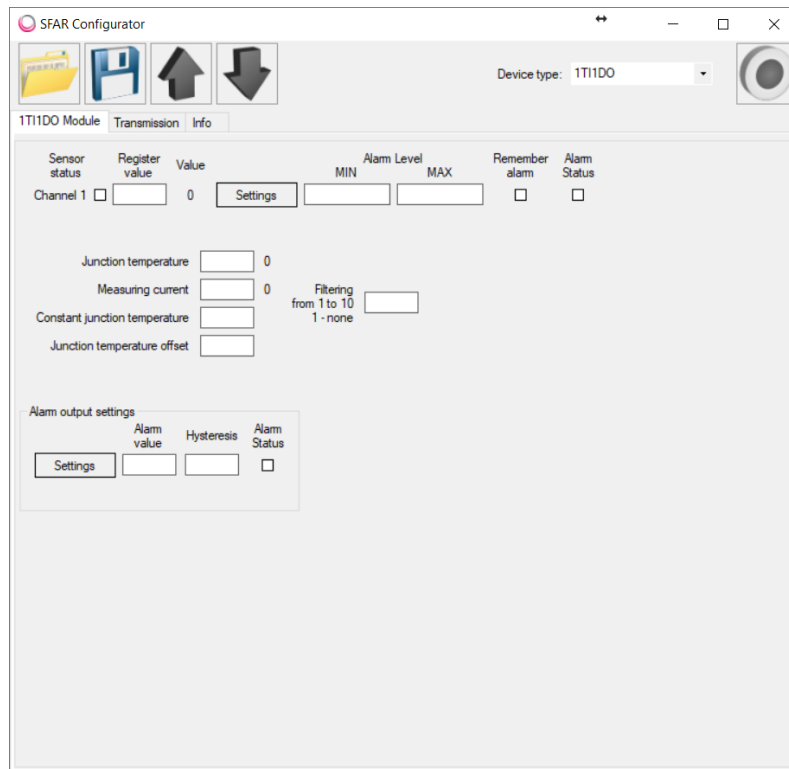 SFAR Configurator
Device type: 1TI1DO
1TI1DO Module Transmission Info
Sensor status Register value Value Alarm Level MIN MAX Remember alarm Alarm Status
Channel 1 0 Settings
Junction temperature 0
Measuring current 0
Filtering
from 1 to 10
1 - none
Constant junction temperature
Junction temperature offset
Alarm output settings
Alarm value Hysteresis Alarm Status
Settings